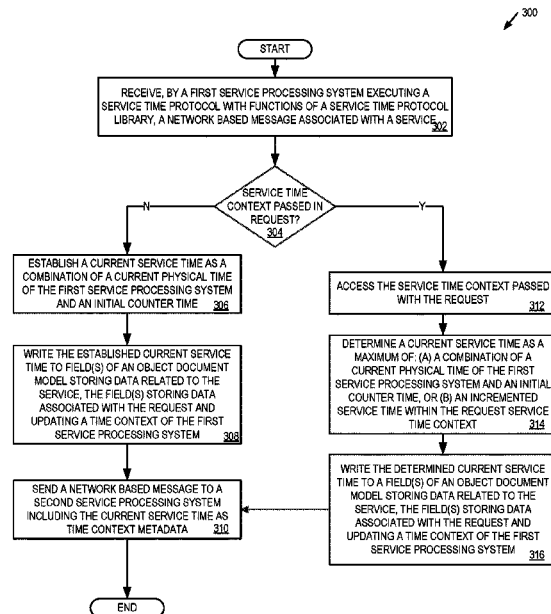 300
START
RECEIVE, BY A FIRST SERVICE PROCESSING SYSTEM EXECUTING A
SERVICE TIME PROTOCOL WITH FUNCTIONS OF A SERVICE TIME PROTOCOL
LIBRARY, A NETWORK BASED MESSAGE ASSOCIATED WITH A SERVICE
302
SERVICE TIME
CONTEXT PASSED IN
REQUEST?
304
N
Y
ESTABLISH A CURRENT SERVICE TIME AS A
COMBINATION OF A CURRENT PHYSICAL TIME
OF THE FIRST SERVICE PROCESSING SYSTEM
AND AN INITIAL COUNTER TIME
306
WRITE THE ESTABLISHED CURRENT SERVICE
TIME TO FIELD(S) OF AN OBJECT DOCUMENT
MODEL STORING DATA RELATED TO THE
SERVICE, THE FIELD(S) STORING DATA
ASSOCIATED WITH THE REQUEST AND
UPDATING A TIME CONTEXT OF THE FIRST
SERVICE PROCESSING SYSTEM
308
SEND A NETWORK BASED MESSAGE TO A
SECOND SERVICE PROCESSING SYSTEM
INCLUDING THE CURRENT SERVICE TIME AS
TIME CONTEXT METADATA
310
ACCESS THE SERVICE TIME CONTEXT PASSED
WITH THE REQUEST
312
DETERMINE A CURRENT SERVICE TIME AS A
MAXIMUM OF: (A) A COMBINATION OF A
CURRENT PHYSICAL TIME OF THE FIRST
SERVICE PROCESSING SYSTEM AND AN INITIAL
COUNTER TIME, OR (B) AN INCREMENTED
SERVICE TIME WITHIN THE REQUEST SERVICE
TIME CONTEXT
314
WRITE THE DETERMINED CURRENT SERVICE
TIME TO A FIELD(S) OF AN OBJECT DOCUMENT
MODEL STORING DATA RELATED TO THE
SERVICE, THE FIELD(S) STORING DATA
ASSOCIATED WITH THE REQUEST AND
UPDATING A TIME CONTEXT OF THE FIRST
SERVICE PROCESSING SYSTEM
316
END